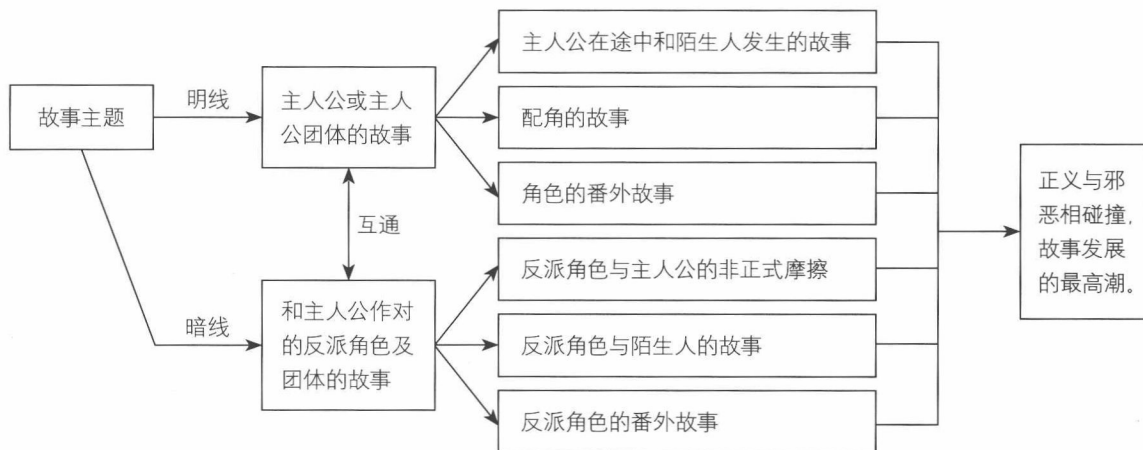 故事主题
明线
暗线
主人公或主人
公团体的故事
互通
和主人公作对
的反派角色及
团体的故事
主人公在途中和陌生人发生的故事
配角的故事
角色的番外故事
反派角色与主人公的非正式摩擦
反派角色与陌生人的故事
反派角色的番外故事
正义与邪
恶相碰撞,
故事发展
的最高潮。